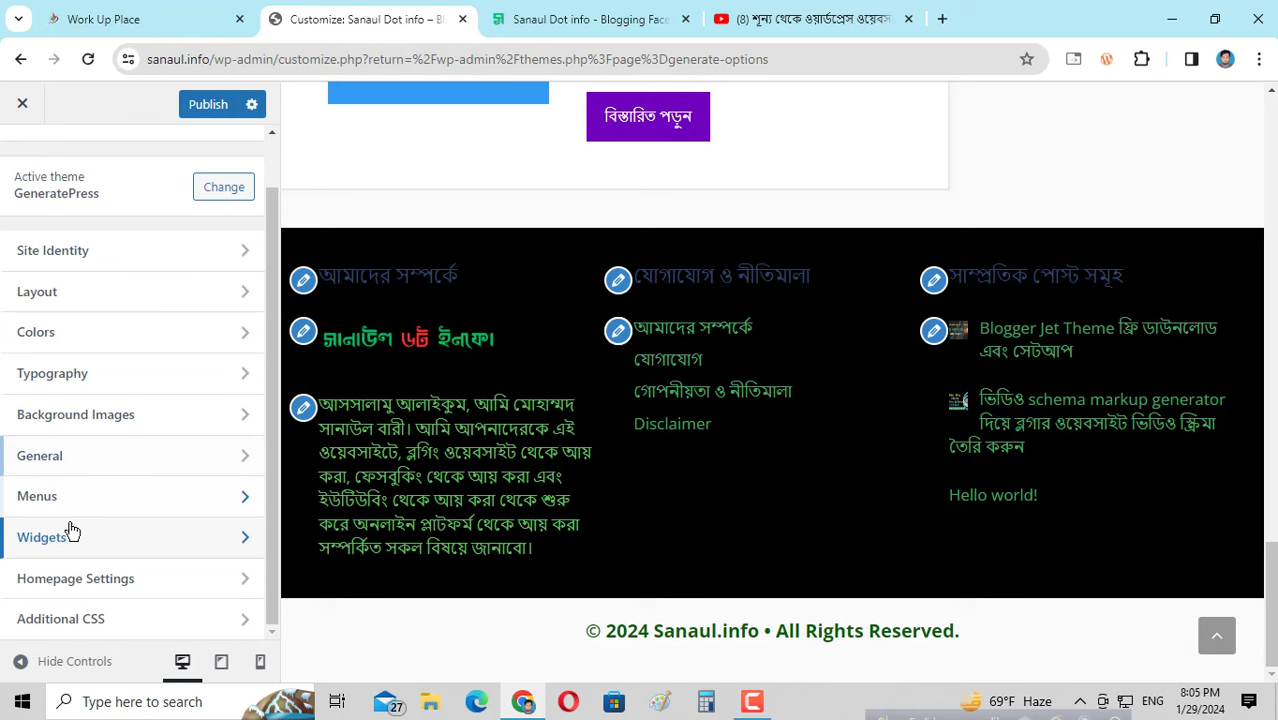 Work Up Place
Customize: Sanaul Dot info – Bl
Sanaul Dot info - Blogging Face
(৪) শূন্য থেকে ওয়ার্ডপ্রেস ওয়েবস
sanaul.info/wp-admin/customize.php?return=%2Fwp-admin%2Fthemes.php%3Fpage%3Dgenerate-options
Publish
Active theme
GeneratePress
Change
Site Identity
Layout
Colors
Typography
Background Images
General
Menus
Widgets
Homepage Settings
Additional CSS
Hide Controls
বিস্তারিত পড়ুন
আমাদের সম্পর্কে
সানাউল ডট ইনফো
আসসালামু আলাইকুম, আমি মোহাম্মদ
সানাউল বারী। আমি আপনাদেরকে এই
ওয়েবসাইটে, ব্লগিং ওয়েবসাইট থেকে আয়
করা, ফেসবুকিং থেকে আয় করা এবং
ইউটিউবিং থেকে আয় করা থেকে শুরু
করে অনলাইন প্লাটফর্ম থেকে আয় করা
সম্পর্কিত সকল বিষয়ে জানাবো।
যোগাযোগ ও নীতিমালা
আমাদের সম্পর্কে
যোগাযোগ
গোপনীয়তা ও নীতিমালা
Disclaimer
সাম্প্রতিক পোস্ট সমূহ
Blogger Jet Theme ফ্রি ডাউনলোড
এবং সেটআপ
ভিডিও schema markup generator
দিয়ে ব্লগার ওয়েবসাইট ভিডিও স্ক্রিমা
তৈরি করুন
Hello world!
© 2024 Sanaul.info • All Rights Reserved.
Type here to search
27
69°F Haze
ENG
8:05 PM
1/29/2024